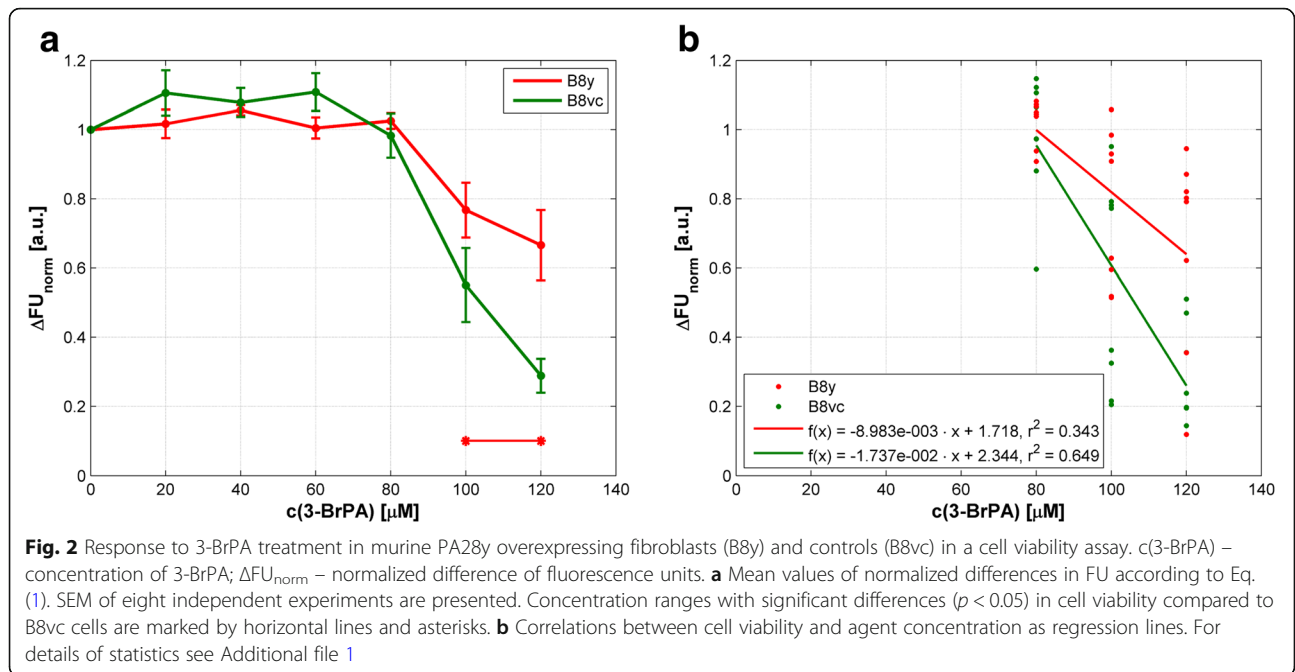 a
1.2
1
0.8
0.6
0.4
0.2
0
ΔFU_norm [a.u.]
B8y
B8vc
0 20 40 60 80 100 120 140
c(3-BrPA) [µM]
b
1.2
1
0.8
0.6
0.4
0.2
0
ΔFU_norm [a.u.]
B8y
B8vc
f(x) = -8.983e-003 · x + 1.718, r² = 0.343
f(x) = -1.737e-002 · x + 2.344, r² = 0.649
0 20 40 60 80 100 120 140
c(3-BrPA) [µM]
Fig. 2 Response to 3-BrPA treatment in murine PA28γ overexpressing fibroblasts (B8γ) and controls (B8vc) in a cell viability assay. c(3-BrPA) –
concentration of 3-BrPA; ΔFU_norm – normalized difference of fluorescence units. a Mean values of normalized differences in FU according to Eq.
(1). SEM of eight independent experiments are presented. Concentration ranges with significant differences (p < 0.05) in cell viability compared to
B8vc cells are marked by horizontal lines and asterisks. b Correlations between cell viability and agent concentration as regression lines. For
details of statistics see Additional file 1